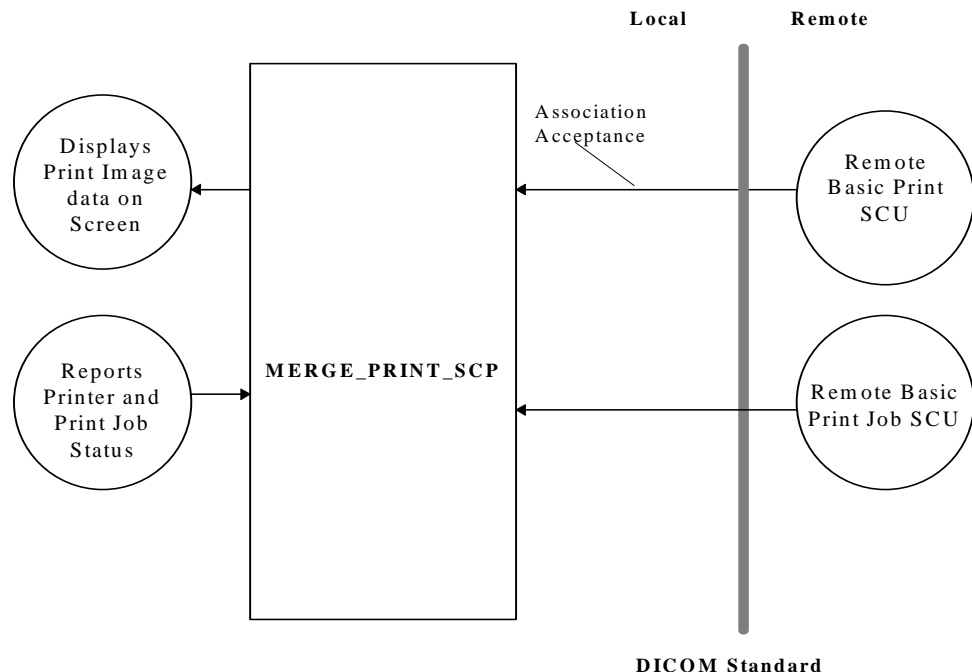 Local Remote
Association
Acceptance
Displays
Print Image
data on
Screen
Remote
Basic Print
SCU
MERGE_PRINT_SCP
Reports
Printer and
Print Job
Status
Remote Basic
Print Job SCU
DICOM Standard